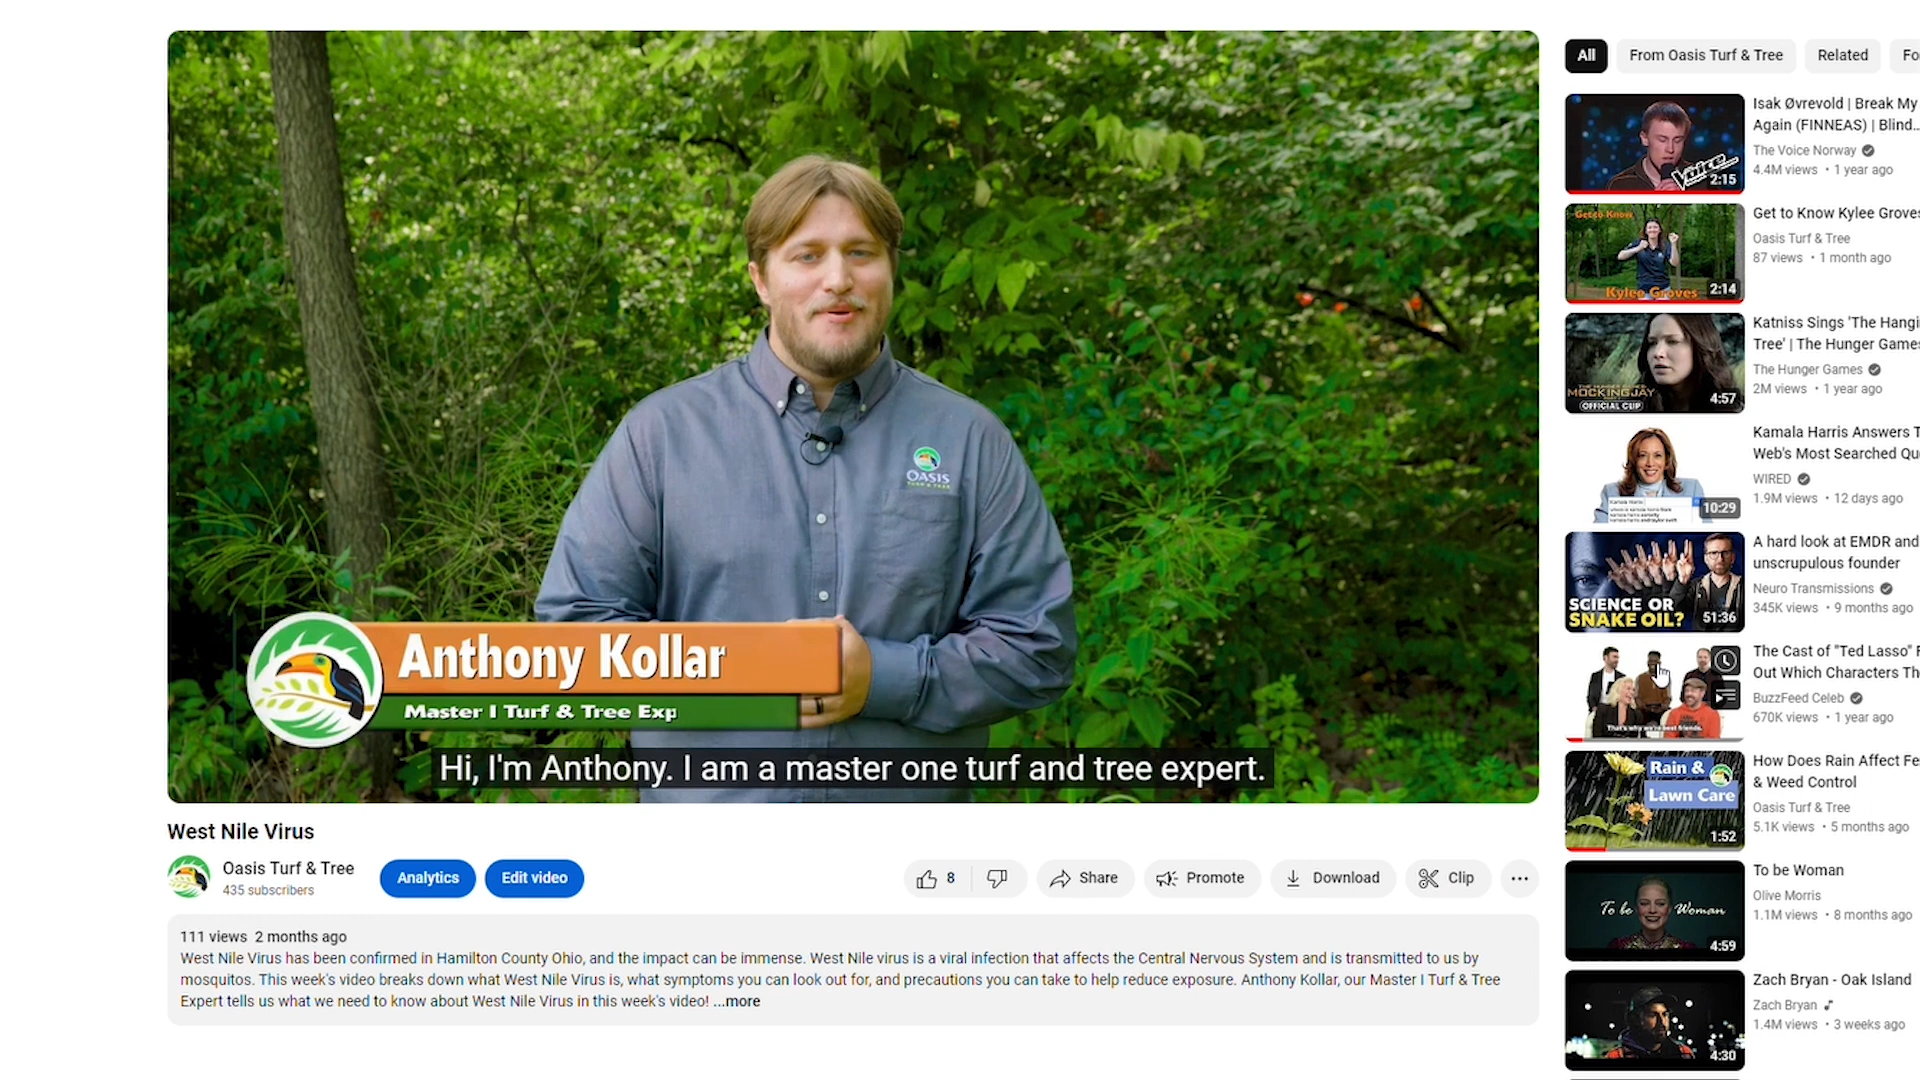 OASIS
Anthony Kollar
Master I Turf & Tree Exp
Hi, I'm Anthony. I am a master one turf and tree expert.
West Nile Virus
Oasis Turf & Tree
435 subscribers
Analytics
Edit video
8
Share
Promote
Download
Clip
111 views 2 months ago
West Nile Virus has been confirmed in Hamilton County Ohio, and the impact can be immense. West Nile virus is a viral infection that affects the Central Nervous System and is transmitted to us by
mosquitos. This week's video breaks down what West Nile Virus is, what symptoms you can look out for, and precautions you can take to help reduce exposure. Anthony Kollar, our Master I Turf & Tree
Expert tells us what we need to know about West Nile Virus in this week's video! ...more
All
From Oasis Turf & Tree
Related
Fo
Voice
2:15
Isak Øvrevold | Break My
Again (FINNEAS) | Blind...
The Voice Norway
4.4M views • 1 year ago
Get to Know
Kylee Groves
2:14
Get to Know Kylee Groves
Oasis Turf & Tree
87 views • 1 month ago
THE HUNGER GAMES
MOCKINGJAY
OFFICIAL CLIP
4:57
Katniss Sings 'The Hangi
Tree' | The Hunger Games
The Hunger Games
2M views • 1 year ago
10:29
Kamala Harris Answers T
Web's Most Searched Qu
WIRED
1.9M views • 12 days ago
SCIENCE OR
SNAKE OIL?
51:36
A hard look at EMDR and
unscrupulous founder
Neuro Transmissions
345K views • 9 months ago
That's why we're best friends.
The Cast of "Ted Lasso" F
Out Which Characters Th
BuzzFeed Celeb
670K views • 1 year ago
Rain &
Lawn Care
1:52
How Does Rain Affect Fe
& Weed Control
Oasis Turf & Tree
5.1K views • 5 months ago
To be Woman
4:59
To be Woman
Olive Morris
1.1M views • 8 months ago
4:30
Zach Bryan - Oak Island
Zach Bryan
1.4M views • 3 weeks ago